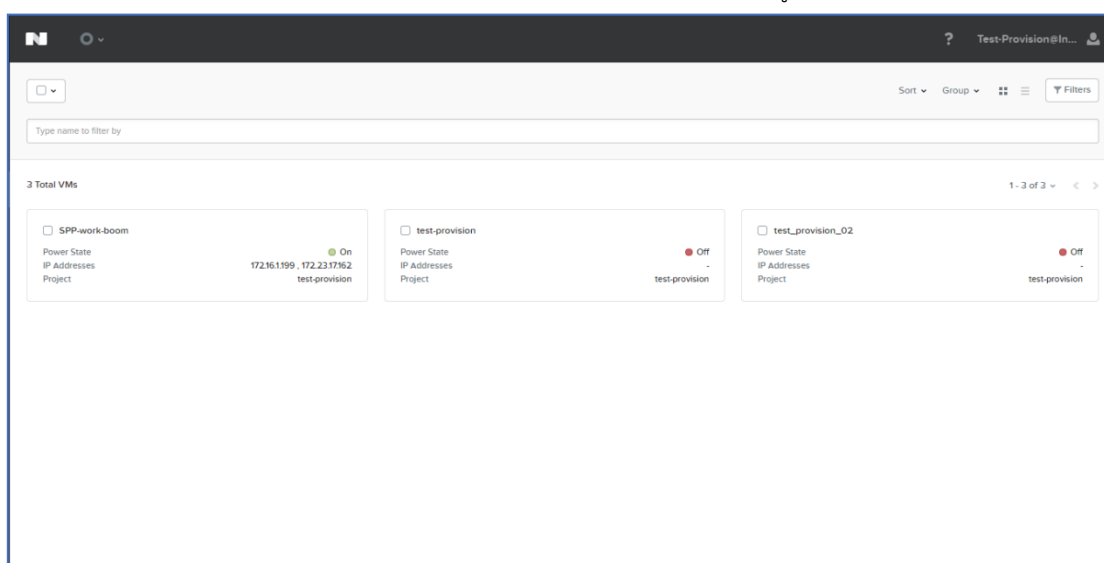 N
? Test-Provision@In...
Sort Group Filters
Type name to filter by
3 Total VMs
1 - 3 of 3
SPP-work-boom
Power State On
IP Addresses 172.16.1.199 , 172.23.17.162
Project test-provision
test-provision
Power State Off
IP Addresses -
Project test-provision
test_provision_02
Power State Off
IP Addresses -
Project test-provision